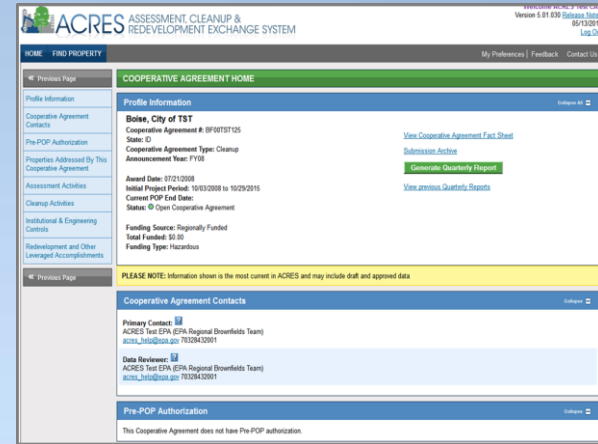 Welcome ACRES Test CA
Version 5.01.030 Release Note
05/13/201
Log O
ACRES ASSESSMENT, CLEANUP &
REDEVELOPMENT EXCHANGE SYSTEM
HOME FIND PROPERTY
My Preferences | Feedback Contact Us
« Previous Page
Profile Information
Cooperative Agreement
Contacts
Pre-POP Authorization
Properties Addressed By This
Cooperative Agreement
Assessment Activities
Cleanup Activities
Institutional & Engineering
Controls
Redevelopment and Other
Leveraged Accomplishments
« Previous Page
COOPERATIVE AGREEMENT HOME
Profile Information
Collapse All
Boise, City of TST
Cooperative Agreement #: BF00TST125
State: ID
Cooperative Agreement Type: Cleanup
Announcement Year: FY08
Award Date: 07/21/2008
Initial Project Period: 10/03/2008 to 10/29/2015
Current POP End Date:
Status: Open Cooperative Agreement
Funding Source: Regionally Funded
Total Funded: $0.00
Funding Type: Hazardous
View Cooperative Agreement Fact Sheet
Submission Archive
Generate Quarterly Report
View previous Quarterly Reports
PLEASE NOTE: Information shown is the most current in ACRES and may include draft and approved data
Cooperative Agreement Contacts
Collapse
Primary Contact: ?
ACRES Test EPA (EPA Regional Brownfields Team)
acres_help@epa.gov 70328432001
Data Reviewer: ?
ACRES Test EPA (EPA Regional Brownfields Team)
acres_help@epa.gov 70328432001
Pre-POP Authorization
Collapse
This Cooperative Agreement does not have Pre-POP authorization.